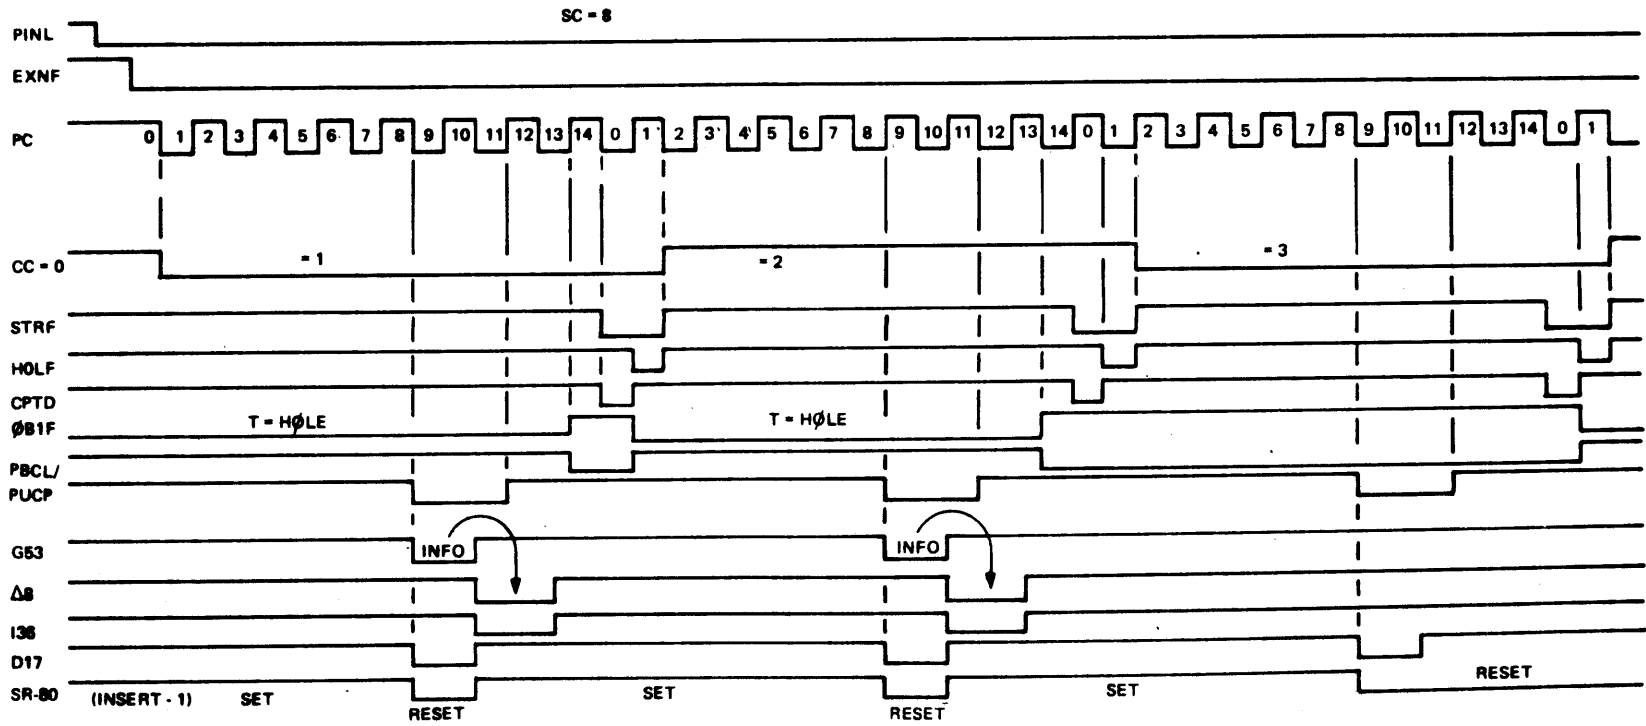 SC = 8
PINL
EXNF
PC 0 1 2 3 4 5 6 7 8 9 10 11 12 13 14 0 1 2 3 4 5 6 7 8 9 10 11 12 13 14 0 1 2 3 4 5 6 7 8 9 10 11 12 13 14 0 1
CC = 0 = 1 = 2 = 3
STRF
HOLF
CPTD
T = HØLE T = HØLE
ØB1F
PBCL/
PUCP
G53 INFO INFO
Δ8
I36
D17
SR-80 (INSERT - 1) SET SET SET RESET
RESET RESET